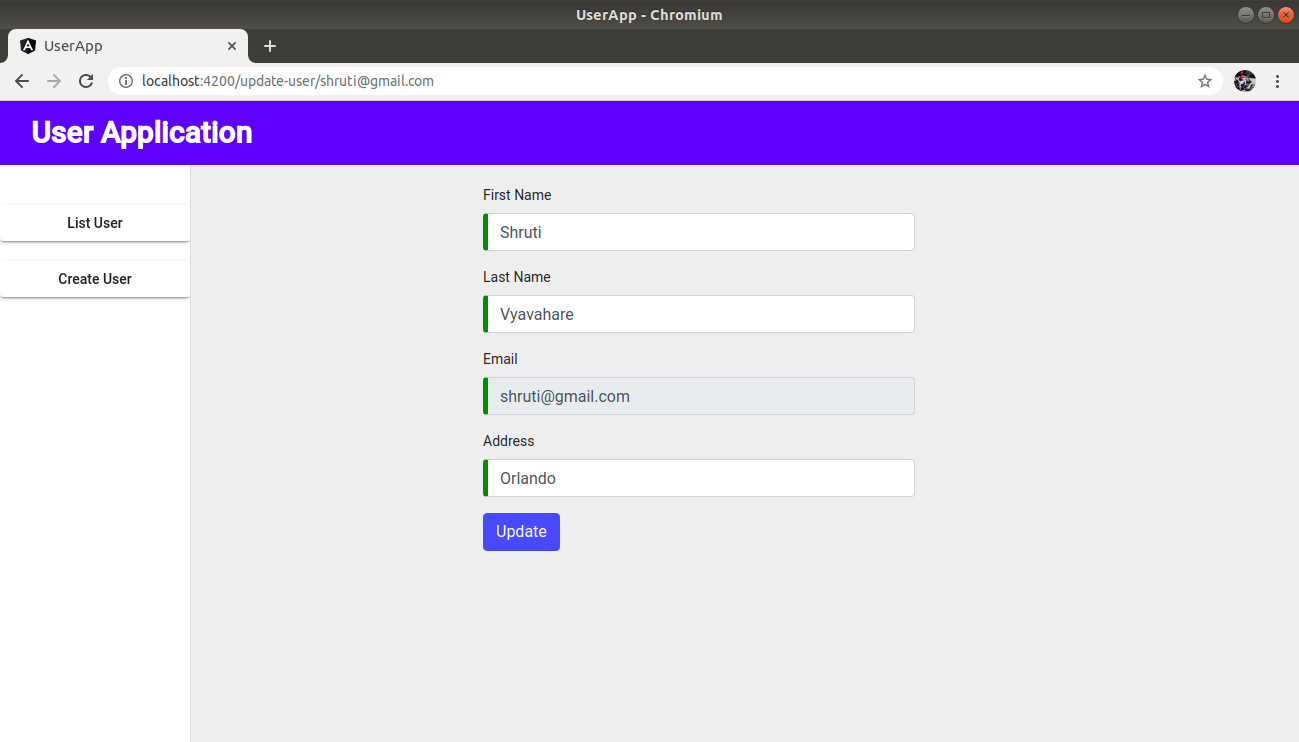 UserApp - Chromium
UserApp
localhost:4200/update-user/shruti@gmail.com
User Application
List User
Create User
First Name
Shruti
Last Name
Vyavahare
Email
shruti@gmail.com
Address
Orlando
Update